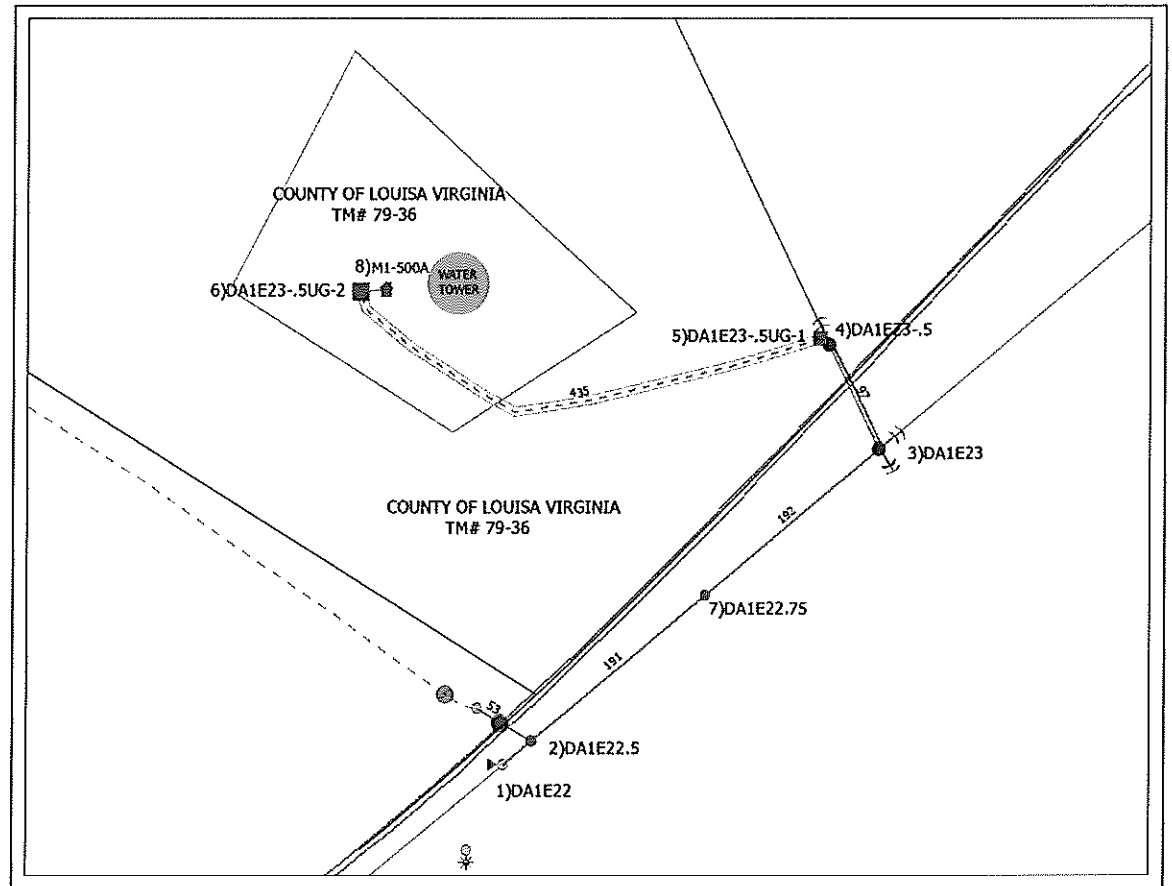 COUNTY OF LOUISA VIRGINIA
TM# 79-36
8)M1-500A
WATER
TOWER
6)DA1E23-.5UG-2
5)DA1E23-.5UG-1
4)DA1E23-.5
435
97
3)DA1E23
COUNTY OF LOUISA VIRGINIA
TM# 79-36
192
7)DA1E22.75
191
53
2)DA1E22.5
1)DA1E22